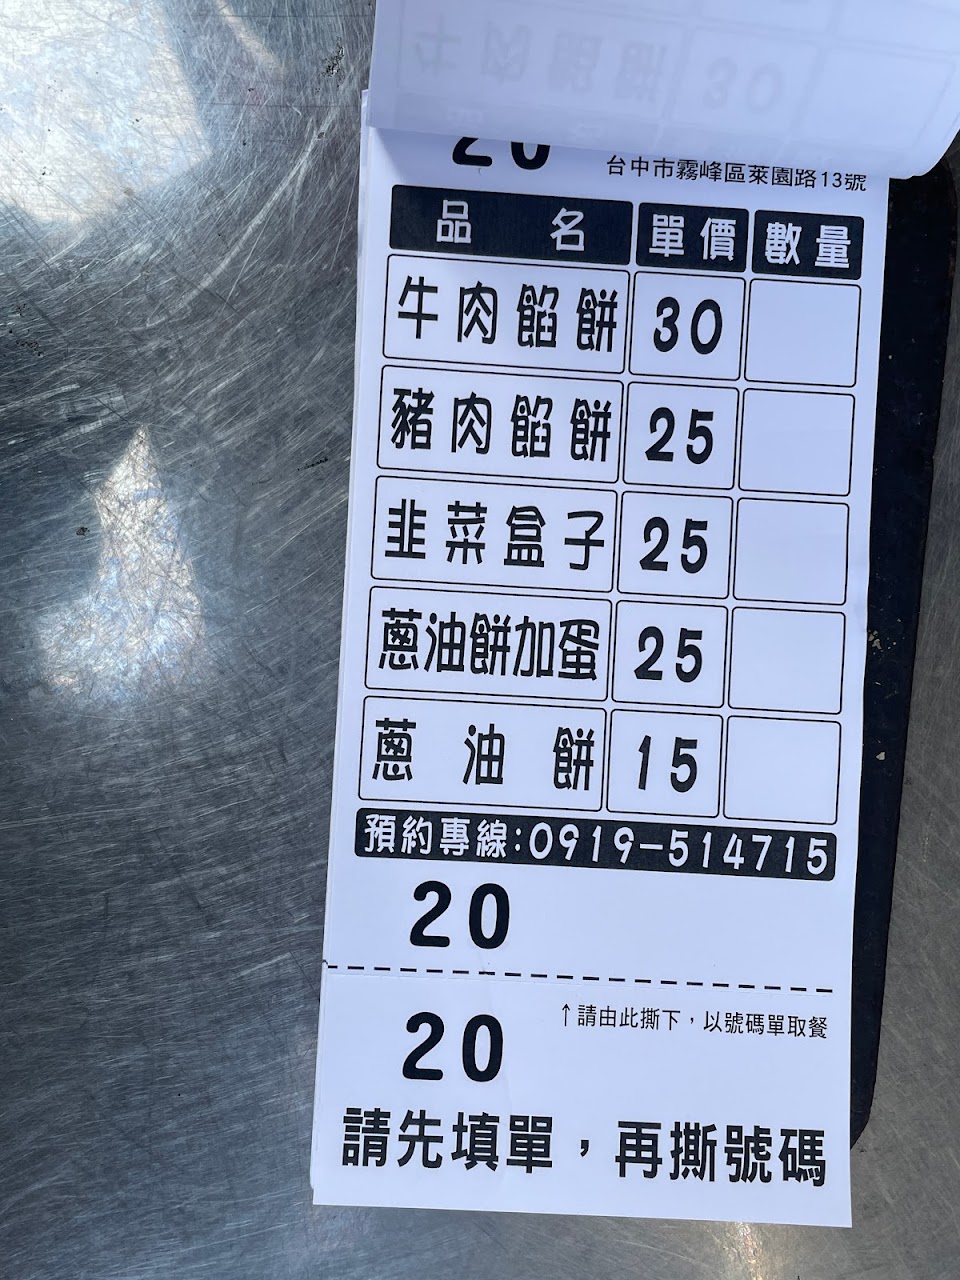 20
台中市霧峰區萊園路13號
品名 單價 數量
牛肉餡餅 30
豬肉餡餅 25
韭菜盒子 25
蔥油餅加蛋 25
蔥油餅 15
預約專線:0919-514715
20
↑請由此撕下，以號碼單取餐
20
請先填單，再撕號碼